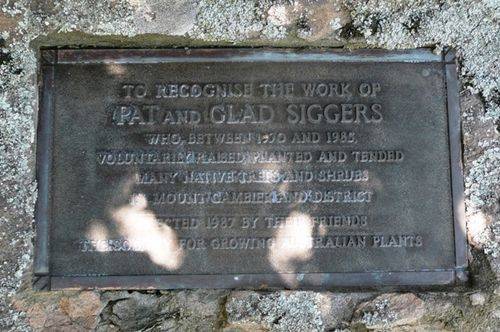 TO RECOGNISE THE WORK OF
PAT AND GLAD SIGGERS
WHO, BETWEEN AND 1985,
VOLUNTARILY RAISED, PLANTED AND TENDED
MANY NATIVE TREES AND SHRUBS
IN MOUNT GAMBIER AND DISTRICT
ERECTED 1987 BY THEIR FRIENDS
THE SOCIETY FOR GROWING AUSTRALIAN PLANTS